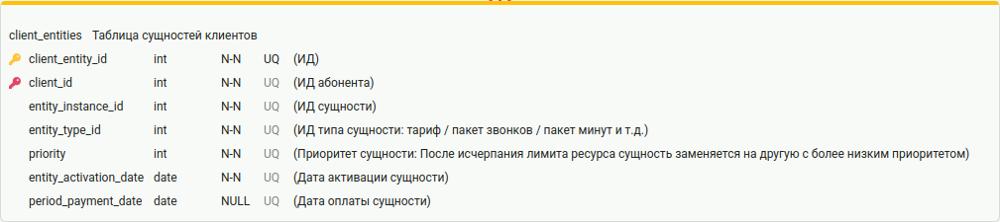 client_entities Таблица сущностей клиентов
client_entity_id int N-N UQ (ИД)
client_id int N-N UQ (ИД абонента)
entity_instance_id int N-N UQ (ИД сущности)
entity_type_id int N-N UQ (ИД типа сущности: тариф / пакет звонков / пакет минут и т.д.)
priority int N-N UQ (Приоритет сущности: После исчерпания лимита ресурса сущность заменяется на другую с более низким приоритетом)
entity_activation_date date N-N UQ (Дата активации сущности)
period_payment_date date NULL UQ (Дата оплаты сущности)